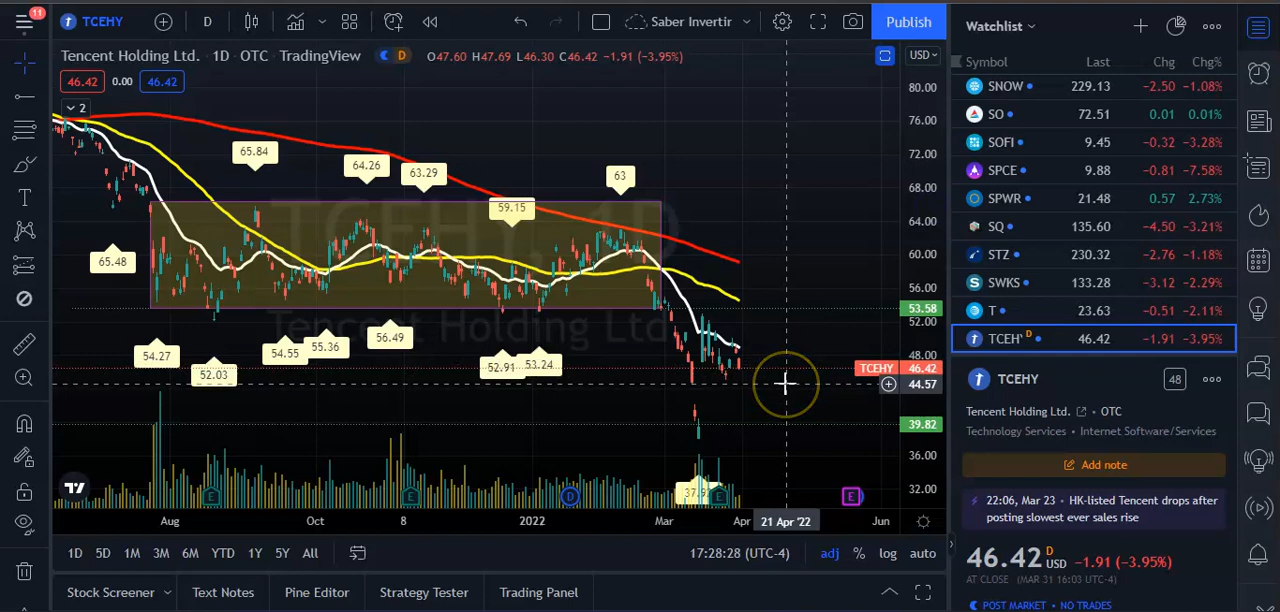 11
TCEHY
D
Saber Invertir
Publish
Tencent Holding Ltd. · 1D · OTC · TradingView
D
O47.60 H47.69 L46.30 C46.42 −1.91 (−3.95%)
USD
46.42 0.00 46.42
2
80.00
76.00
72.00
68.00
64.00
60.00
56.00
53.58
52.00
48.00
TCEHY 46.42
44.57
39.82
36.00
32.00
65.84
64.26
63.29
63
59.15
65.48
54.27
52.03
54.55
55.36
56.49
52.91
53.24
TCEHY, 1D
Tencent Holding Ltd.
E
E
D
E
E
Aug
Oct
8
2022
Mar
Apr
21 Apr '22
Jun
1D 5D 1M 3M 6M YTD 1Y 5Y All
17:28:28 (UTC-4)
adj % log auto
Stock Screener
Text Notes
Pine Editor
Strategy Tester
Trading Panel
Watchlist
Symbol Last Chg Chg%
SNOW 229.13 −2.50 −1.08%
SO 72.51 0.01 0.01%
SOFI 9.45 −0.32 −3.28%
SPCE 9.88 −0.81 −7.58%
SPWR 21.48 0.57 2.73%
SQ 135.60 −4.50 −3.21%
STZ 230.32 −2.76 −1.18%
SWKS 133.28 −3.12 −2.29%
T 23.63 −0.51 −2.11%
TCEH D 46.42 −1.91 −3.95%
TCEHY
48
Tencent Holding Ltd. · OTC
Technology Services · Internet Software/Services
Add note
22:06, Mar 23 · HK-listed Tencent drops after
posting slowest ever sales rise
46.42 D USD −1.91 (−3.95%)
AT CLOSE (MAR 31 16:03 UTC-4)
POST MARKET · NO TRADES